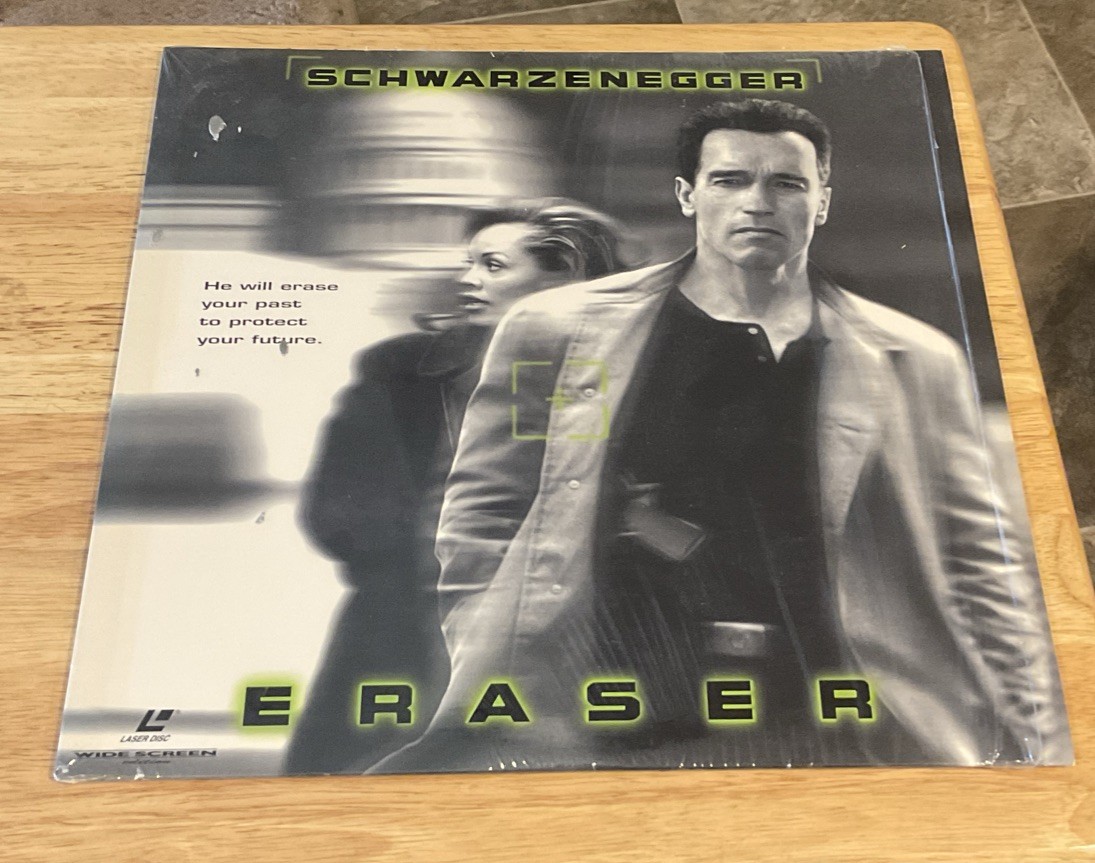 SCHWARZENEGGER
He will erase
your past
to protect
your future.
ERASER
LASER DISC
WIDE SCREEN